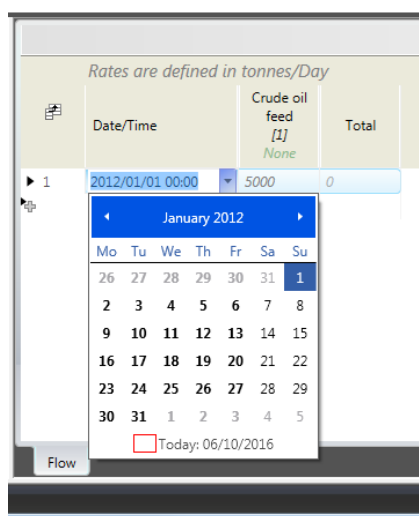 Rates are defined in tonnes/Day
Date/Time
Crude oil
feed
[1]
None
Total
1 2012/01/01 00:00 5000 0
January 2012
Mo Tu We Th Fr Sa Su
26 27 28 29 30 31 1
2 3 4 5 6 7 8
9 10 11 12 13 14 15
16 17 18 19 20 21 22
23 24 25 26 27 28 29
30 31 1 2 3 4 5
Today: 06/10/2016
Flow